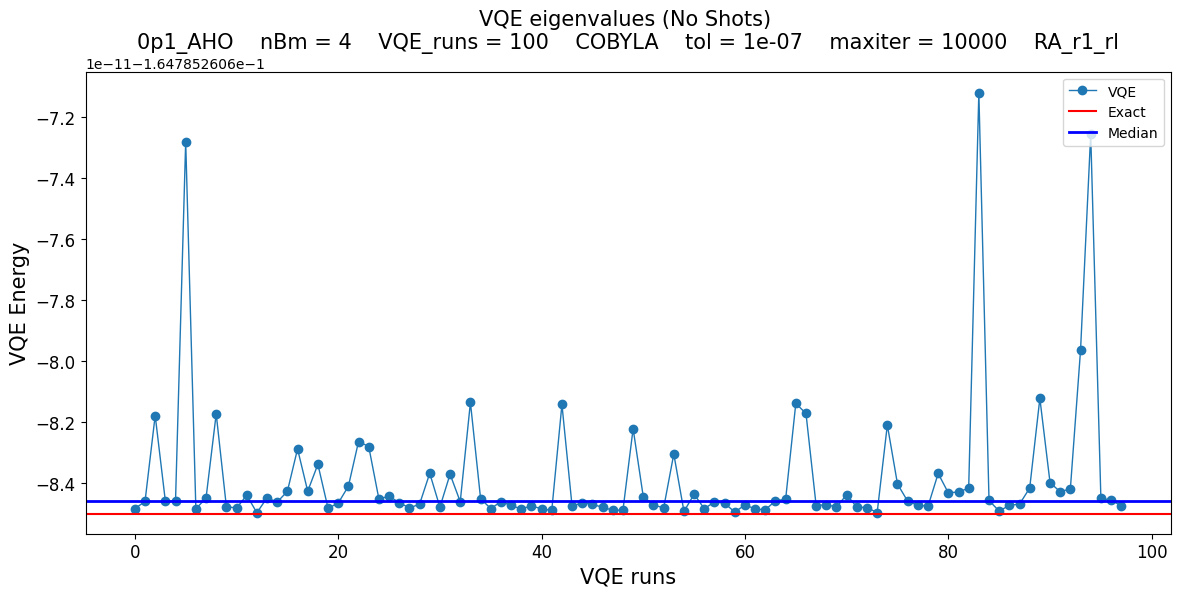 VQE eigenvalues (No Shots)
0p1_AHO nBm = 4 VQE_runs = 100 COBYLA tol = 1e-07 maxiter = 10000 RA_r1_rl
1e−11−1.647852606e−1
VQE
Exact
Median
−7.2
−7.4
−7.6
−7.8
−8.0
−8.2
−8.4
VQE Energy
0 20 40 60 80 100
VQE runs